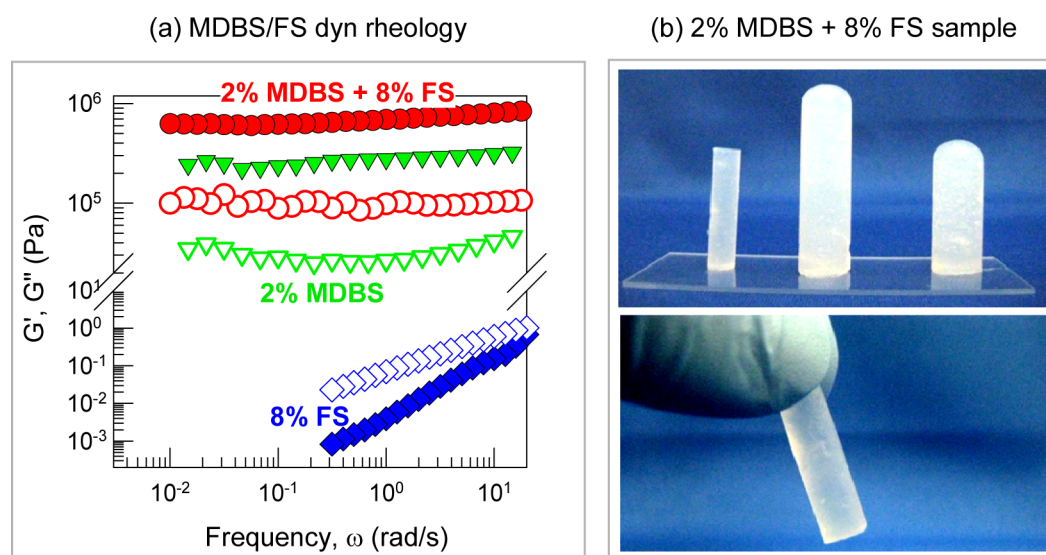 (a) MDBS/FS dyn rheology
(b) 2% MDBS + 8% FS sample
2% MDBS + 8% FS
10⁶
10⁵
2% MDBS
10¹
10⁰
10⁻¹
10⁻²
10⁻³
8% FS
G', G'' (Pa)
10⁻² 10⁻¹ 10⁰ 10¹
Frequency, ω (rad/s)